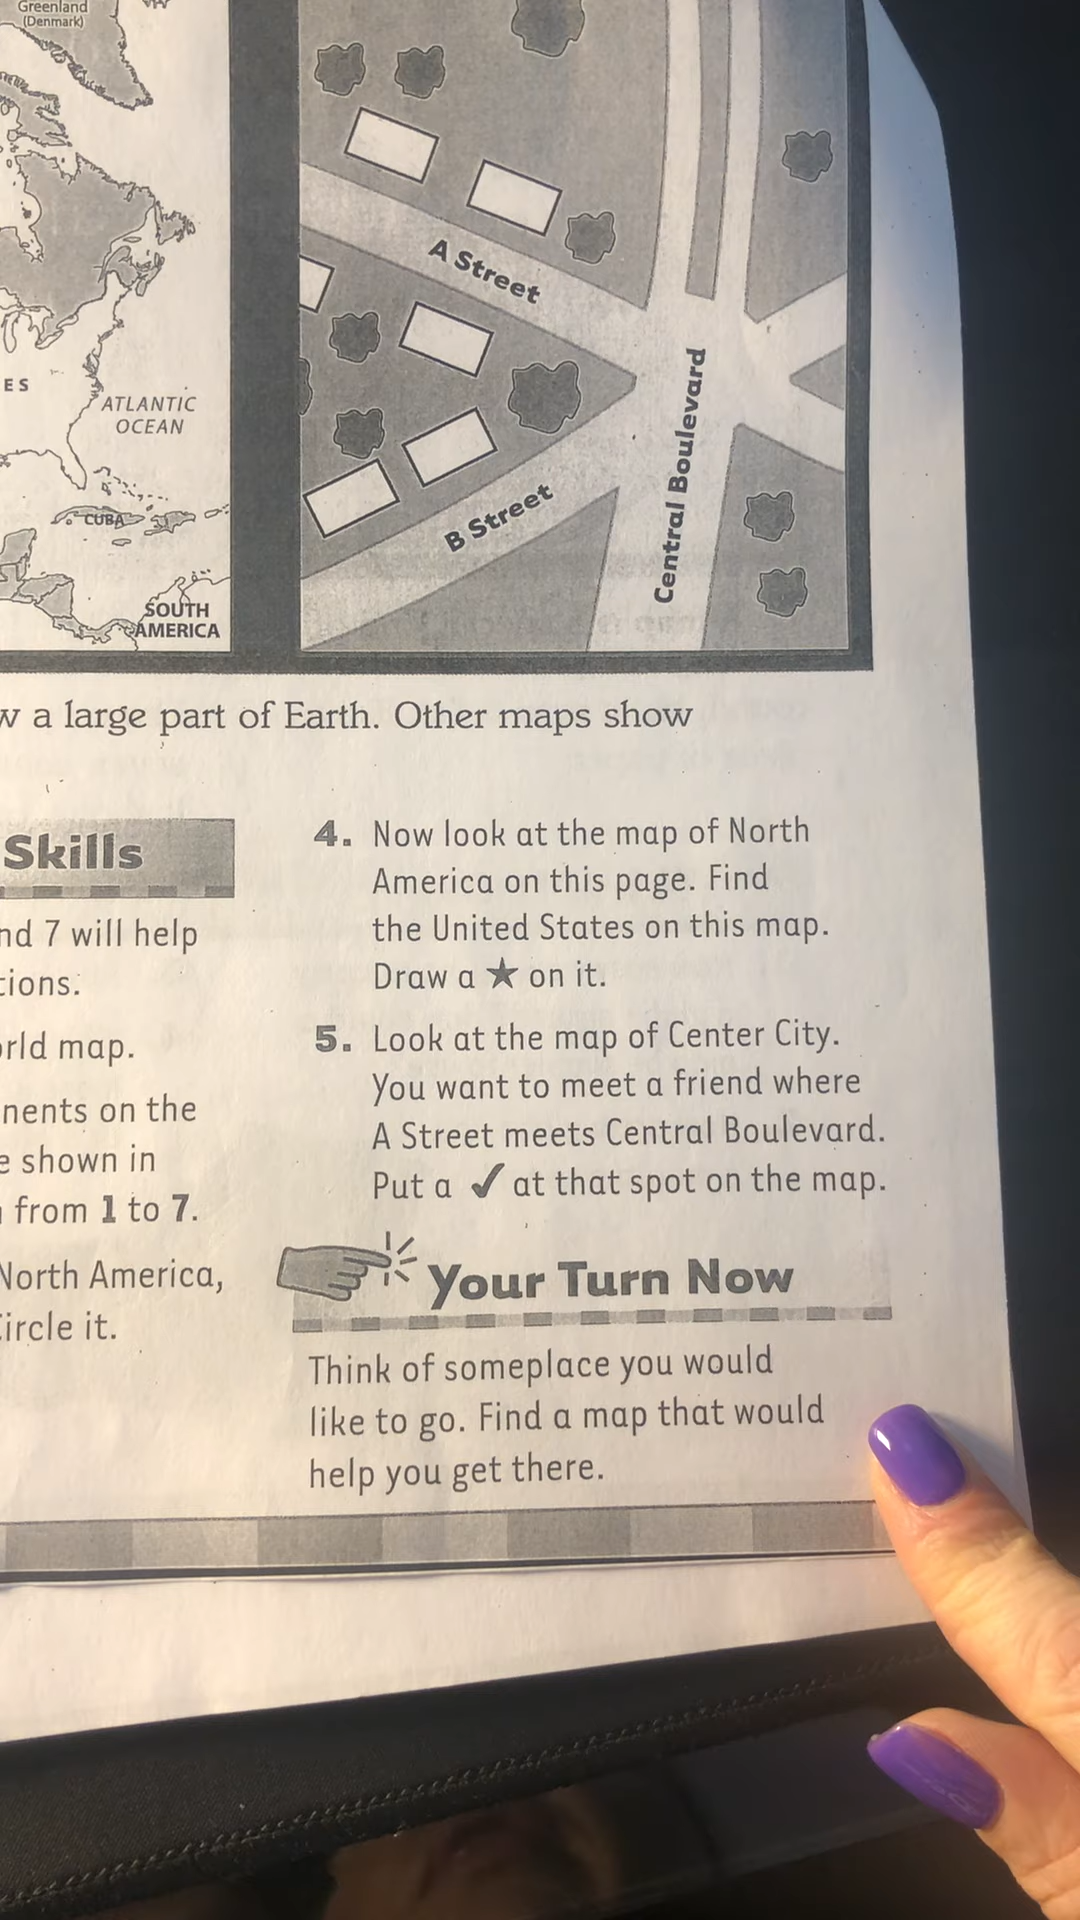 Greenland
(Denmark)
ES
ATLANTIC
OCEAN
CUBA
SOUTH
AMERICA
A Street
B Street
Central Boulevard
a large part of Earth. Other maps show
Skills
7 will help
world map.
on the
shown in
from 1 to 7.
North America,
it.
4. Now look at the map of North
America on this page. Find
the United States on this map.
Draw a ★ on it.
5. Look at the map of Center City.
You want to meet a friend where
A Street meets Central Boulevard.
Put a ✓ at that spot on the map.
Your Turn Now
Think of someplace you would
like to go. Find a map that would
help you get there.